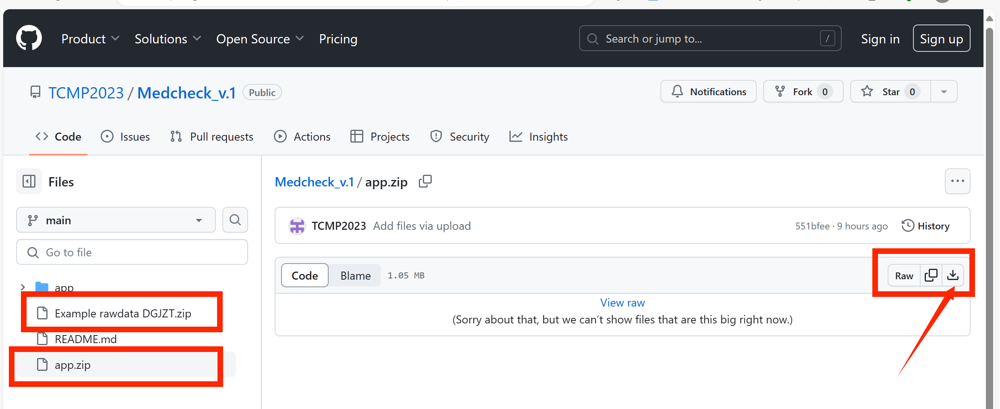 Product Solutions Open Source Pricing Search or jump to... / Sign in Sign up
TCMP2023 / Medcheck_v.1 Public Notifications Fork 0 Star 0
Code Issues Pull requests Actions Projects Security Insights
Files
main
Go to file
app
Example rawdata DGJZT.zip
README.md
app.zip
Medcheck_v.1 / app.zip
TCMP2023 Add files via upload 551bfee · 9 hours ago History
Code Blame 1.05 MB Raw
View raw
(Sorry about that, but we can’t show files that are this big right now.)